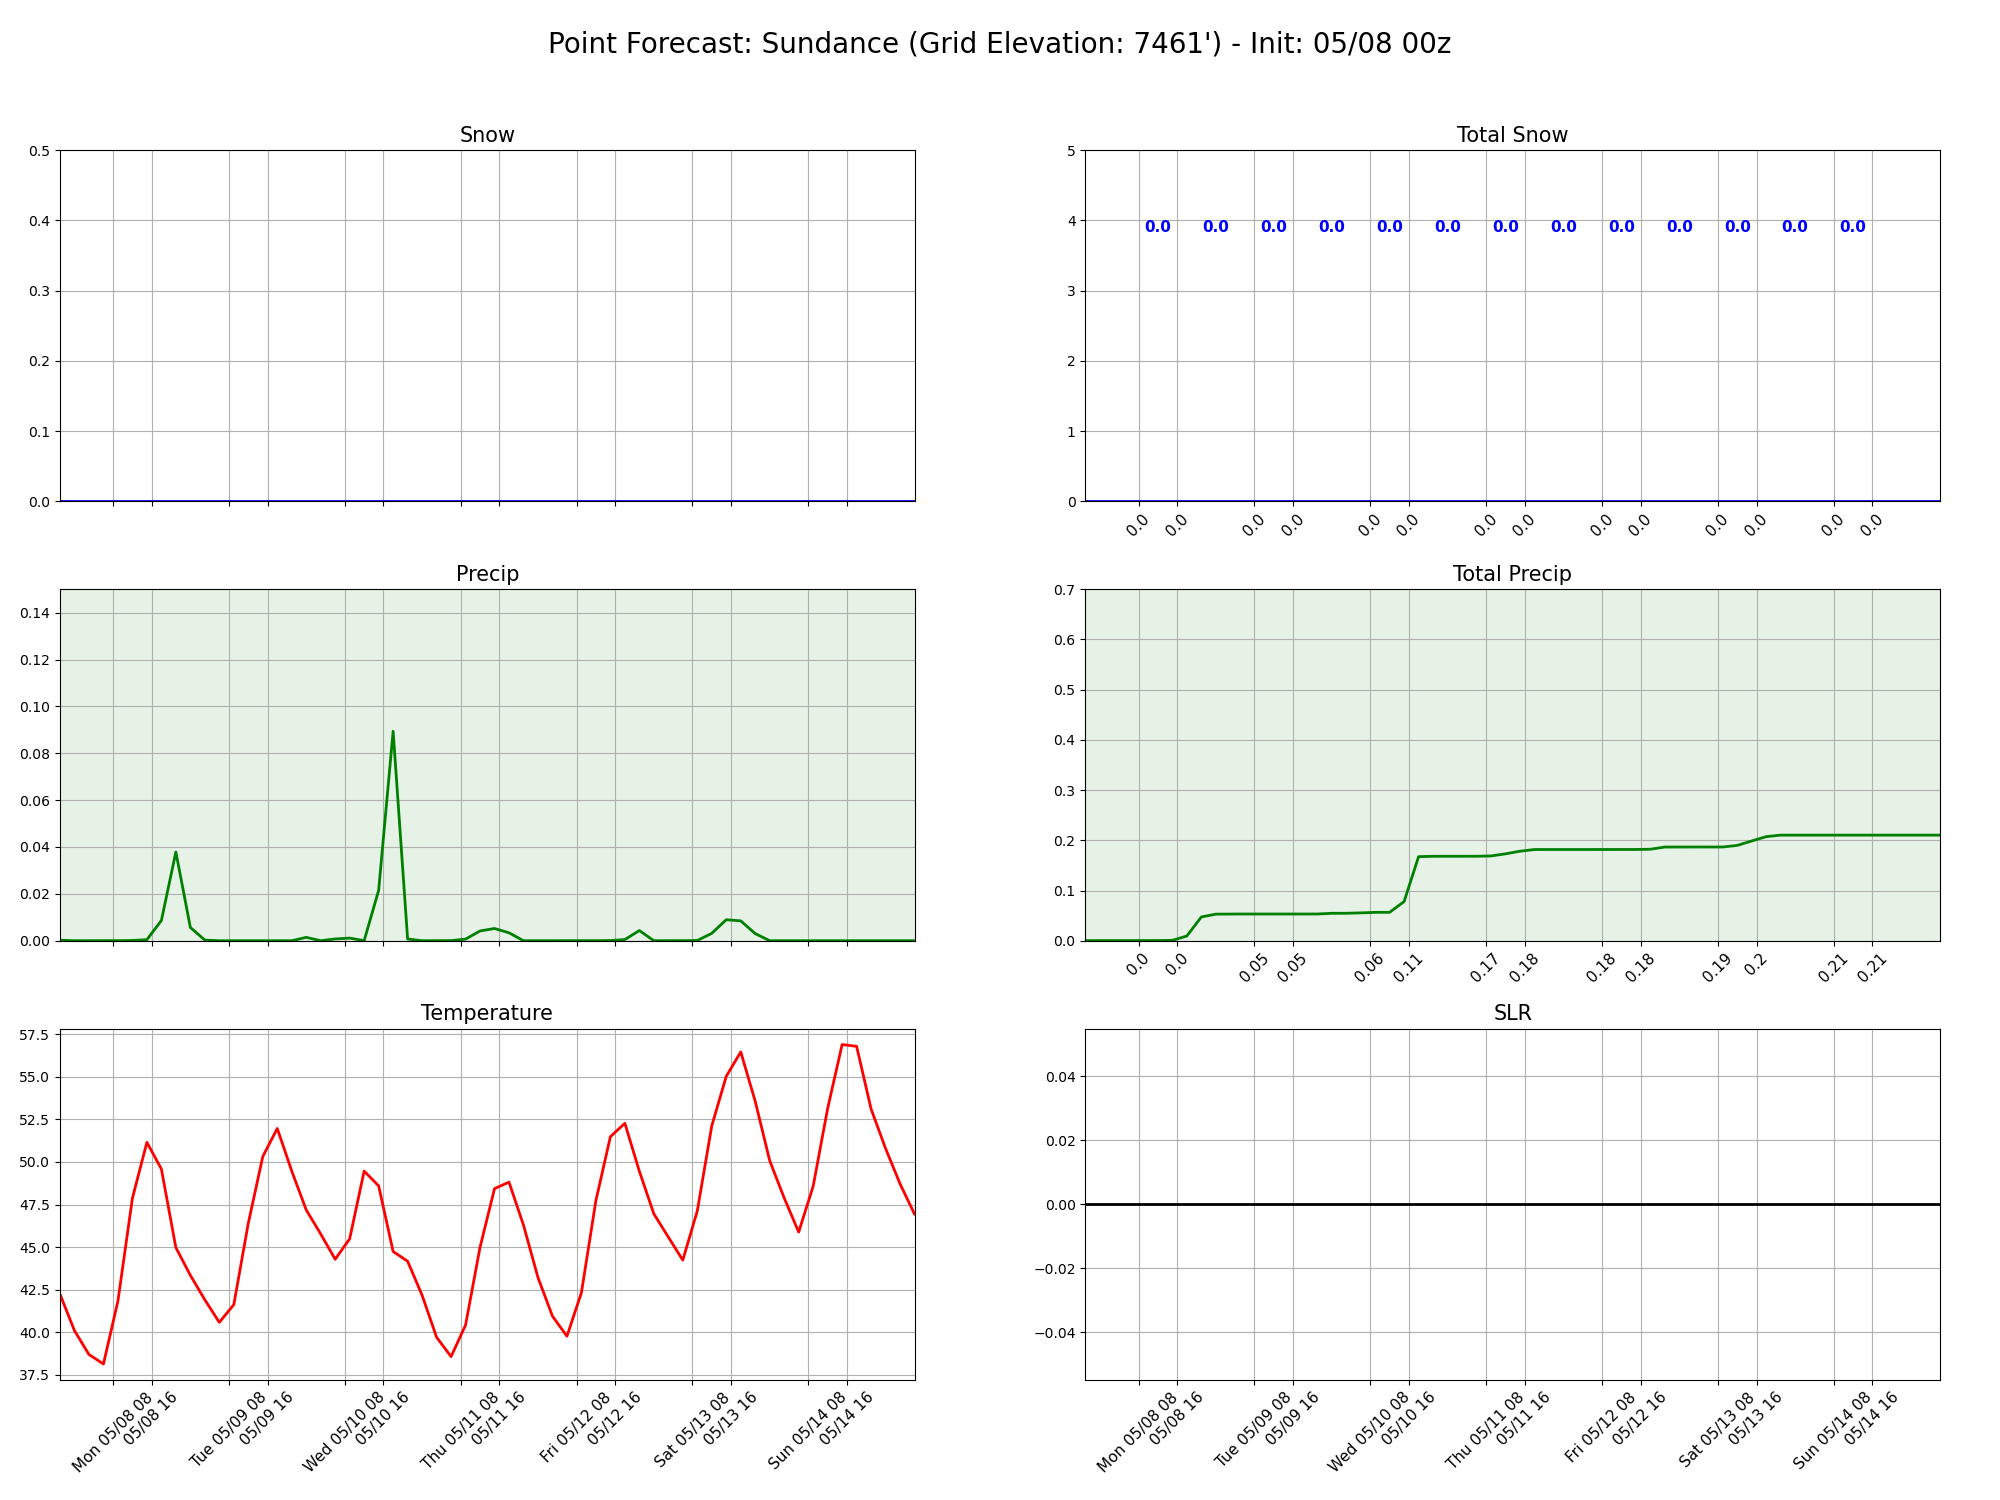 Point Forecast: Sundance (Grid Elevation: 7461') - Init: 05/08 00z
Snow
0.5
0.4
0.3
0.2
0.1
0.0
Total Snow
5
4
3
2
1
0
0.0 0.0 0.0 0.0 0.0 0.0 0.0 0.0 0.0 0.0 0.0 0.0 0.0
0.0 0.0 0.0 0.0 0.0 0.0 0.0 0.0 0.0 0.0 0.0 0.0 0.0 0.0
Precip
0.14
0.12
0.10
0.08
0.06
0.04
0.02
0.00
Total Precip
0.7
0.6
0.5
0.4
0.3
0.2
0.1
0.0
0.0 0.0 0.05 0.05 0.06 0.11 0.17 0.18 0.18 0.18 0.19 0.2 0.21 0.21
Temperature
57.5
55.0
52.5
50.0
47.5
45.0
42.5
40.0
37.5
Mon 05/08 08
05/08 16
Tue 05/09 08
05/09 16
Wed 05/10 08
05/10 16
Thu 05/11 08
05/11 16
Fri 05/12 08
05/12 16
Sat 05/13 08
05/13 16
Sun 05/14 08
05/14 16
SLR
0.04
0.02
0.00
−0.02
−0.04
Mon 05/08 08
05/08 16
Tue 05/09 08
05/09 16
Wed 05/10 08
05/10 16
Thu 05/11 08
05/11 16
Fri 05/12 08
05/12 16
Sat 05/13 08
05/13 16
Sun 05/14 08
05/14 16